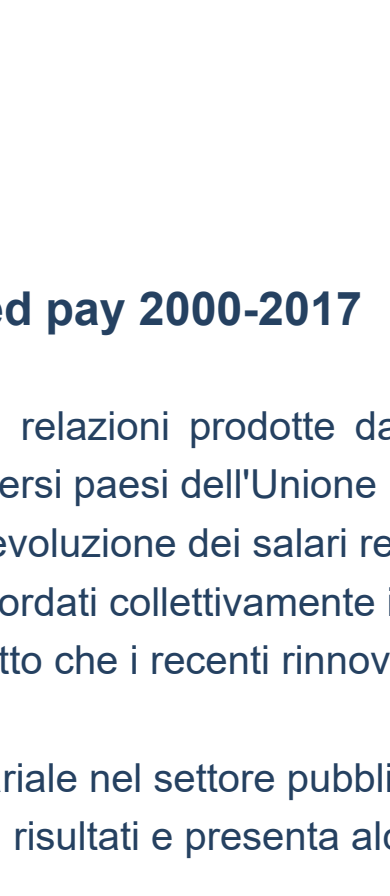 ed pay 2000-2017
relazioni prodotte da
ersi paesi dell'Unione
evoluzione dei salari re
ordati collettivamente i
tto che i recenti rinnov
riale nel settore pubbli
risultati e presenta alc